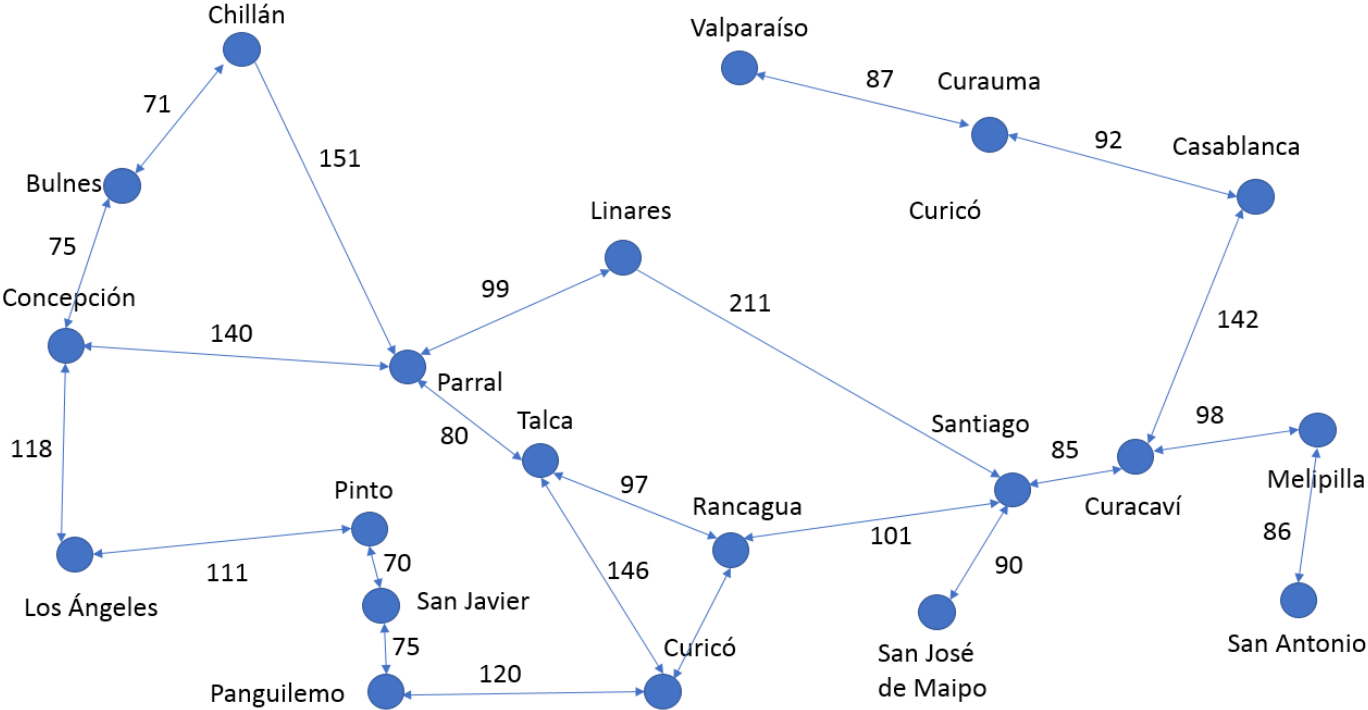 Chillán
Valparaíso
87
Curauma
71
92
Casablanca
151
Bulnes
Linares
Curicó
75
Concepción
99
211
140
142
Parral
Talca
Santiago
98
80
118
85
Pinto
97
Rancagua
Curacaví
Melipilla
101
86
111
70
146
90
Los Ángeles
San Javier
75
Curicó
San José
de Maipo
San Antonio
120
Panguilemo